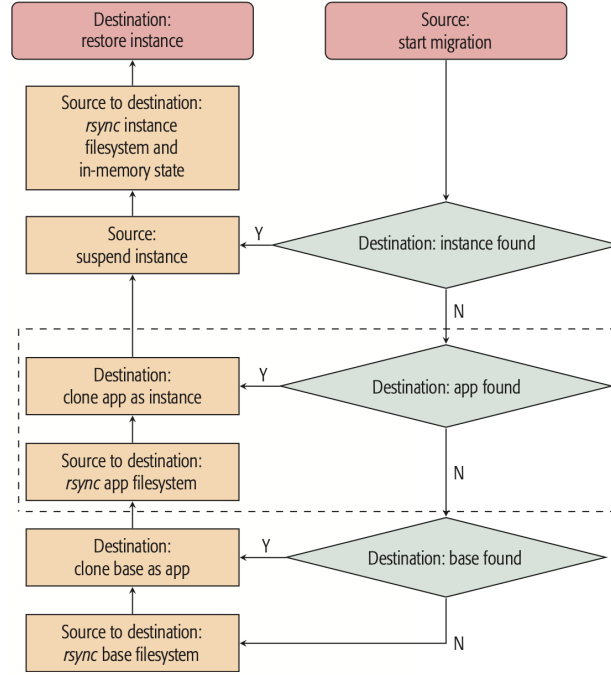 Destination:
restore instance
Source:
start migration
Source to destination:
rsync instance
filesystem and
in-memory state
Source:
suspend instance
Y
Destination: instance found
N
Destination:
clone app as instance
Y
Destination: app found
Source to destination:
rsync app filesystem
N
Destination:
clone base as app
Y
Destination: base found
Source to destination:
rsync base filesystem
N